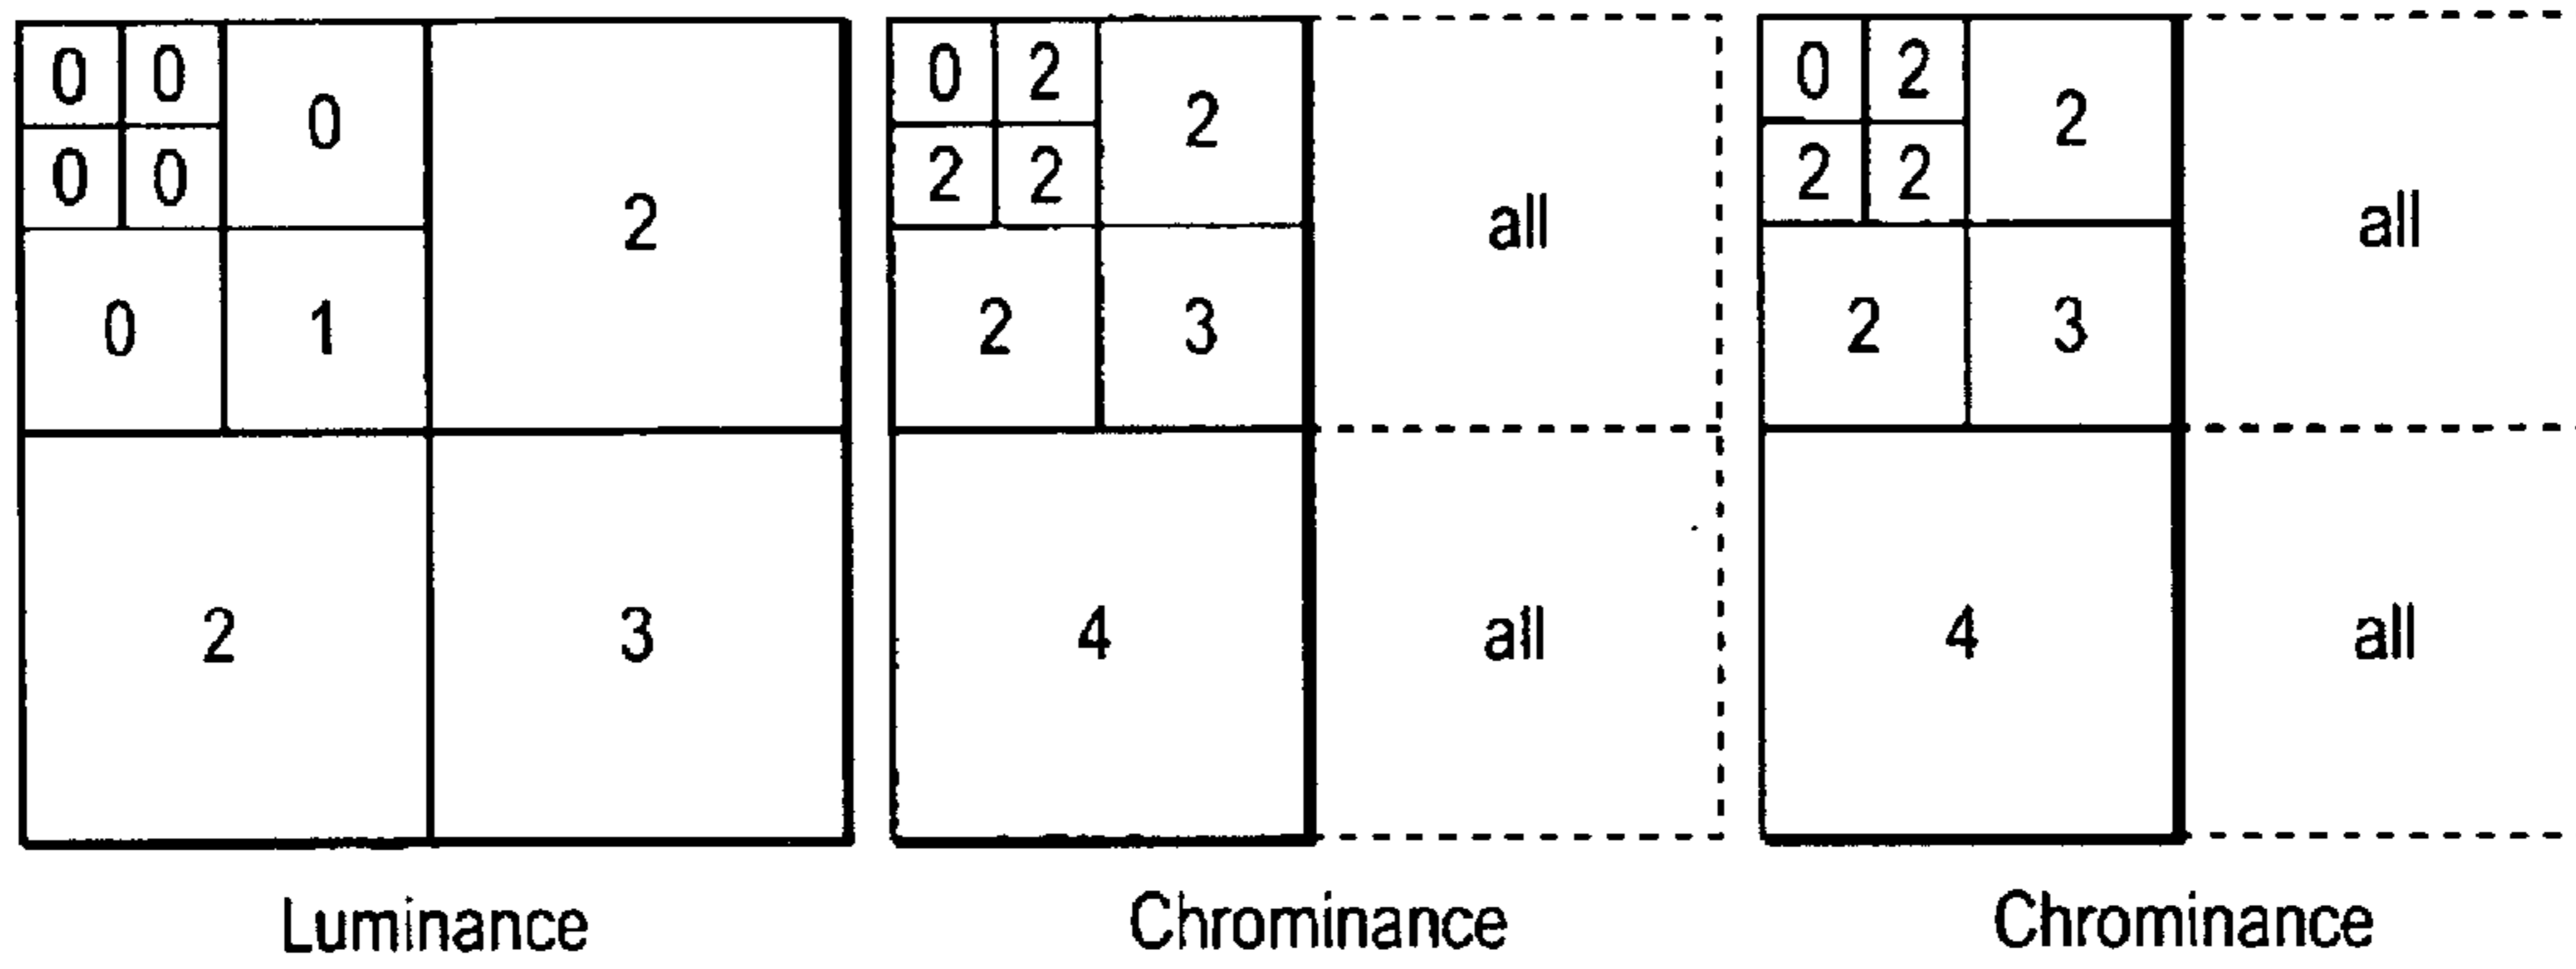 0 0 0 2 0 2 2 all 0 2 2 all
0 0 2 2 2 2
0 1 2 3 2 3
2 3 4 all 4 all
Luminance Chrominance Chrominance